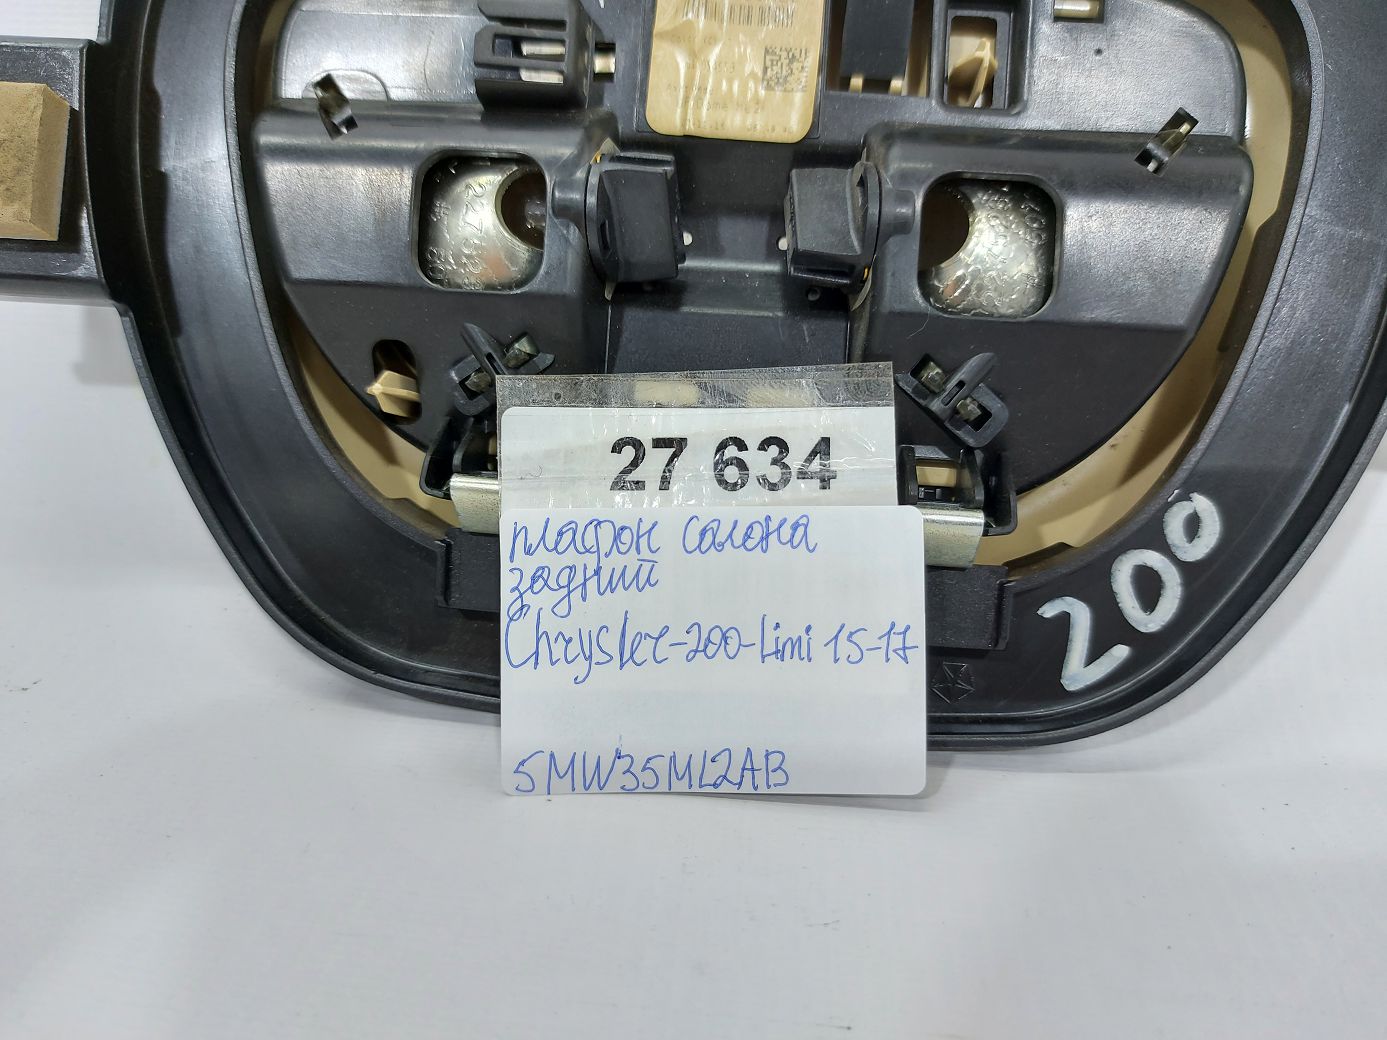 27 634
плафон салона
задний
Chrysler-200-Limi 15-17
5MW35ML2AB
200